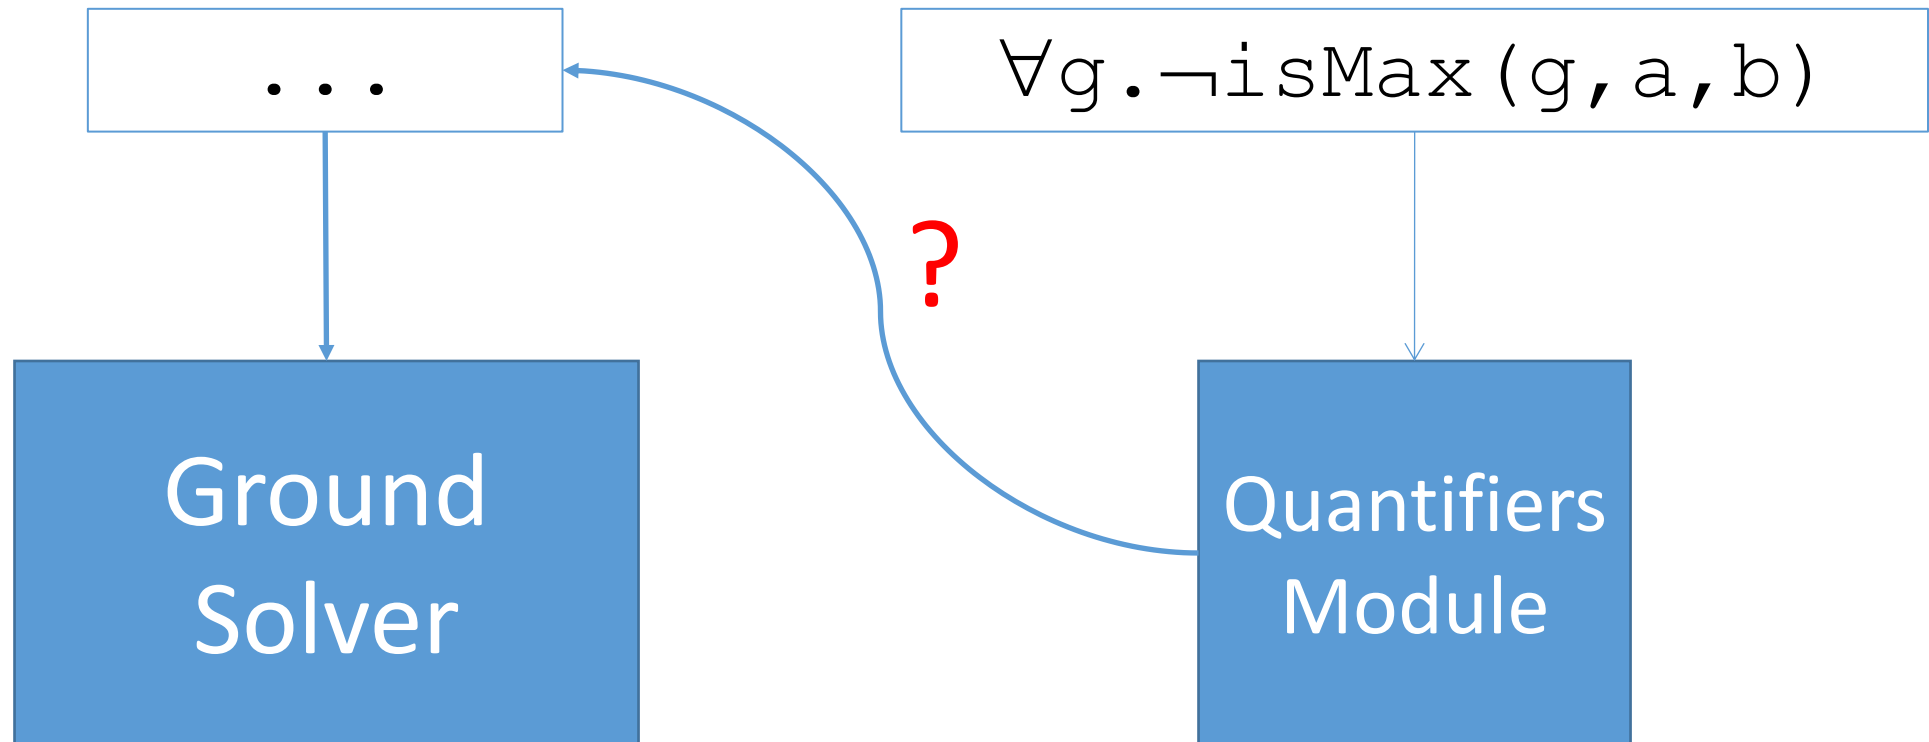 ...
∀g.¬isMax(g,a,b)
?
Ground
Solver
Quantifiers
Module